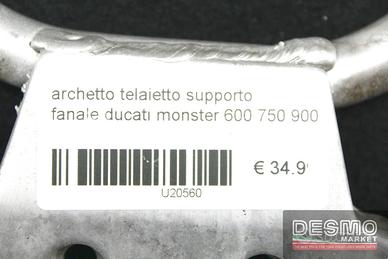 archetto telaietto supporto
fanale ducati monster 600 750 900
€ 34.9
U20560
DESMO
MARKET